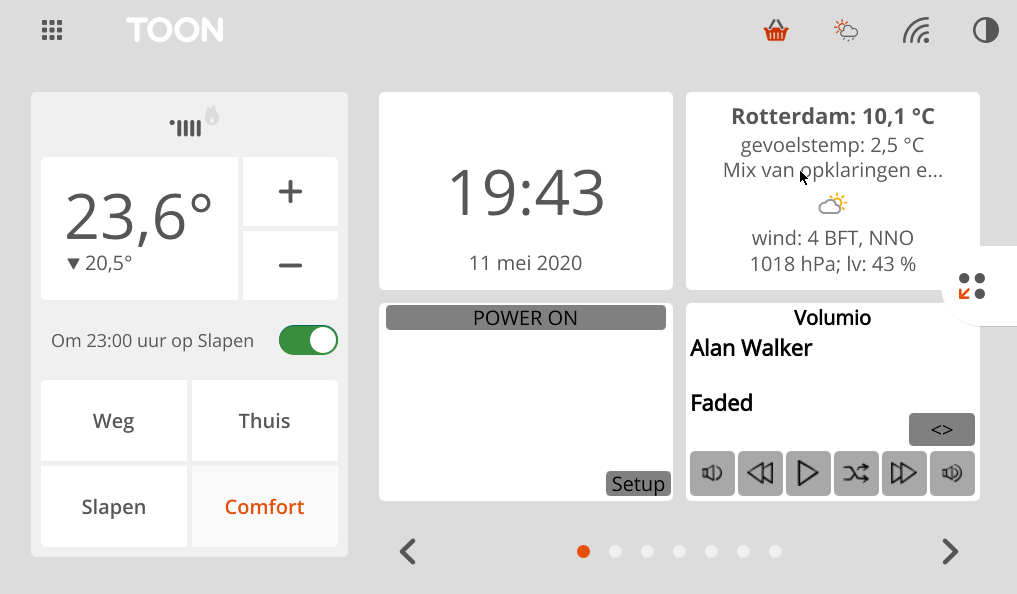 TOON
23,6°
▼ 20,5°
+
−
Om 23:00 uur op Slapen
Weg
Thuis
Slapen
Comfort
19:43
11 mei 2020
Rotterdam: 10,1 °C
gevoelstemp: 2,5 °C
Mix van opklaringen e...
wind: 4 BFT, NNO
1018 hPa; lv: 43 %
POWER ON
Setup
Volumio
Alan Walker
Faded
<>